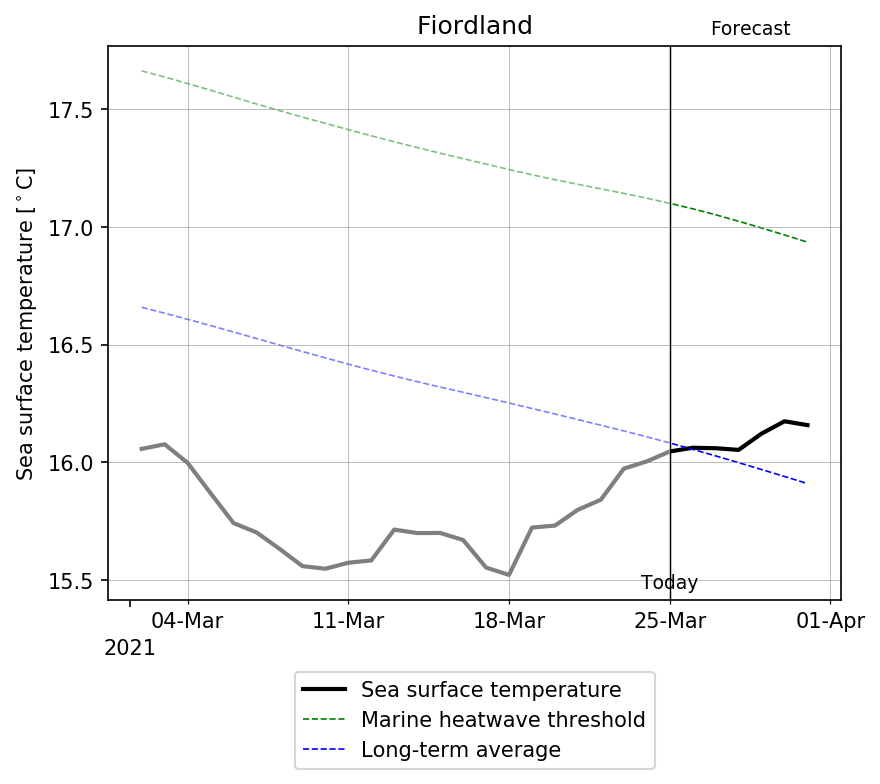 Fiordland
Forecast
Sea surface temperature [°C]
17.5
17.0
16.5
16.0
15.5
Today
04-Mar
11-Mar
18-Mar
25-Mar
01-Apr
2021
Sea surface temperature
Marine heatwave threshold
Long-term average